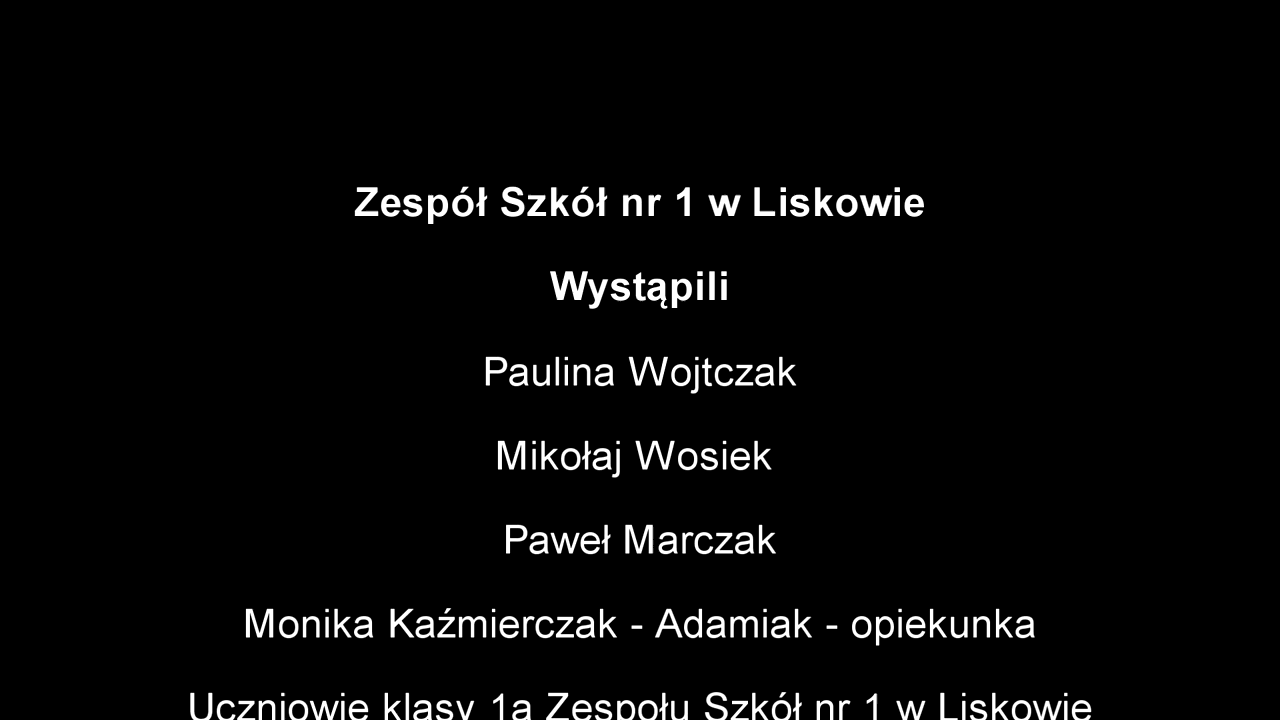 Zespół Szkół nr 1 w Liskowie
Wystąpili
Paulina Wojtczak
Mikołaj Wosiek
Paweł Marczak
Monika Kaźmierczak - Adamiak - opiekunka
Uczniowie klasy 1a Zespołu Szkół nr 1 w Liskowie